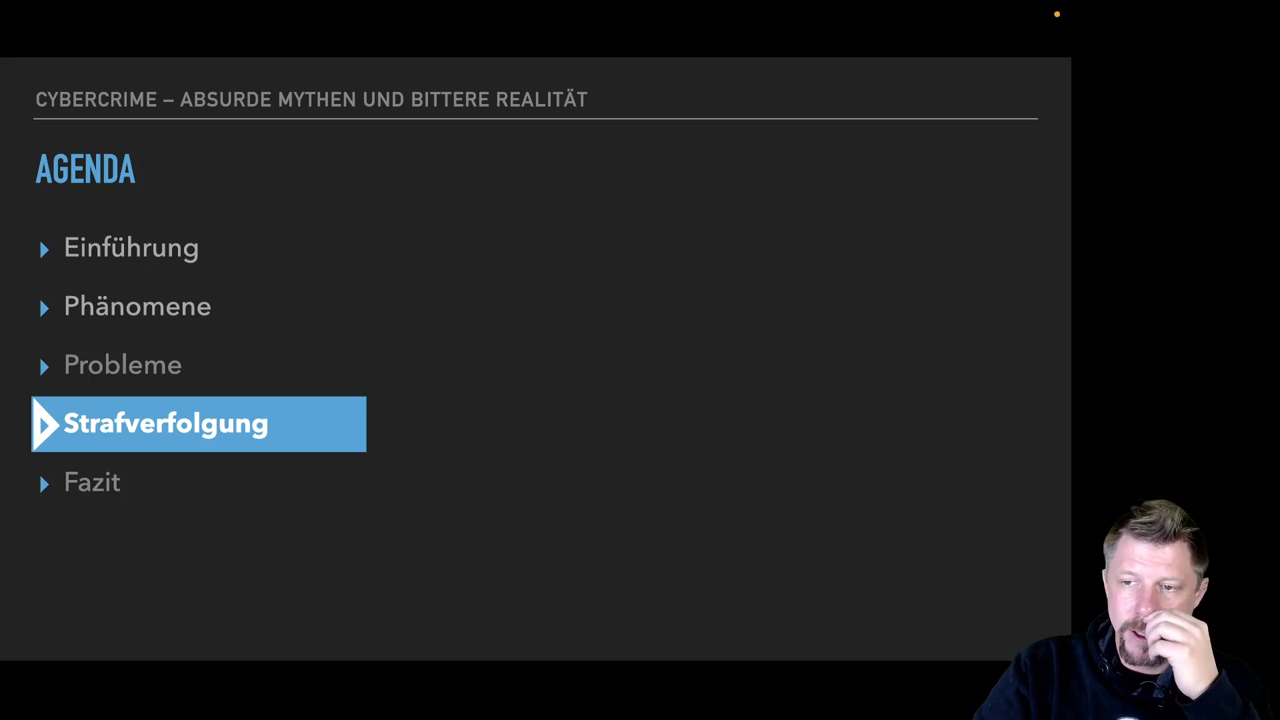 CYBERCRIME – ABSURDE MYTHEN UND BITTERE REALITÄT
AGENDA
Einführung
Phänomene
Probleme
Strafverfolgung
Fazit